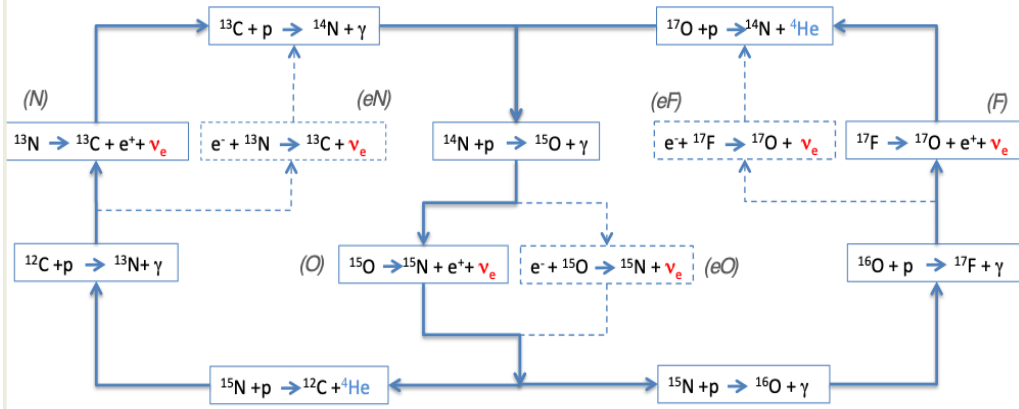 ¹³C + p → ¹⁴N + γ
¹⁷O +p → ¹⁴N + ⁴He
(N)
(eN)
(eF)
(F)
¹³N → ¹³C + e⁺+ νₑ
e⁻ + ¹³N → ¹³C + νₑ
¹⁴N +p → ¹⁵O + γ
e⁻+ ¹⁷F → ¹⁷O + νₑ
¹⁷F → ¹⁷O + e⁺+ νₑ
¹²C +p → ¹³N+ γ
(O)
¹⁵O → ¹⁵N + e⁺+ νₑ
e⁻ + ¹⁵O → ¹⁵N + νₑ
(eO)
¹⁶O + p → ¹⁷F + γ
¹⁵N +p → ¹²C + ⁴He
¹⁵N +p → ¹⁶O + γ